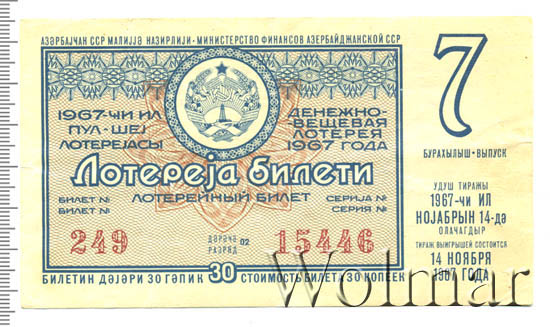 АЗӘРБАЈҸАН ССР МАЛИЈЈӘ НАЗИРЛИЈИ · МИНИСТЕРСТВО ФИНАНСОВ АЗЕРБАЙДЖАНСКОЙ ССР
1967-ЧИ ИЛ
ПУЛ-ШЕЈ
ЛОТЕРЕЈАСЫ
ДЕНЕЖНО-
ВЕЩЕВАЯ
ЛОТЕРЕЯ
1967 ГОДА
Лотереја билети
ЛОТЕРЕЙНЫЙ БИЛЕТ
БИЛЕТ №
БИЛЕТ №
СЕРИЈА №
СЕРИЯ №
249
ДӘРӘҸӘ
РАЗРЯД
02
15446
БИЛЕТИН ДӘЈӘРИ 30 ГӘПИК 30 СТОИМОСТЬ БИЛЕТА 30 КОПЕЕК
7
БУРАХЫЛЫШ · ВЫПУСК
УДУШ ТИРАЖЫ
1967-ЧИ ИЛ
НОЈАБРЫН 14-дә
ОЛАЧАГДЫР
ТИРАЖ ВЫИГРЫШЕЙ СОСТОИТСЯ
14 НОЯБРЯ
1967 ГОДА
Wolmar
Wolmar